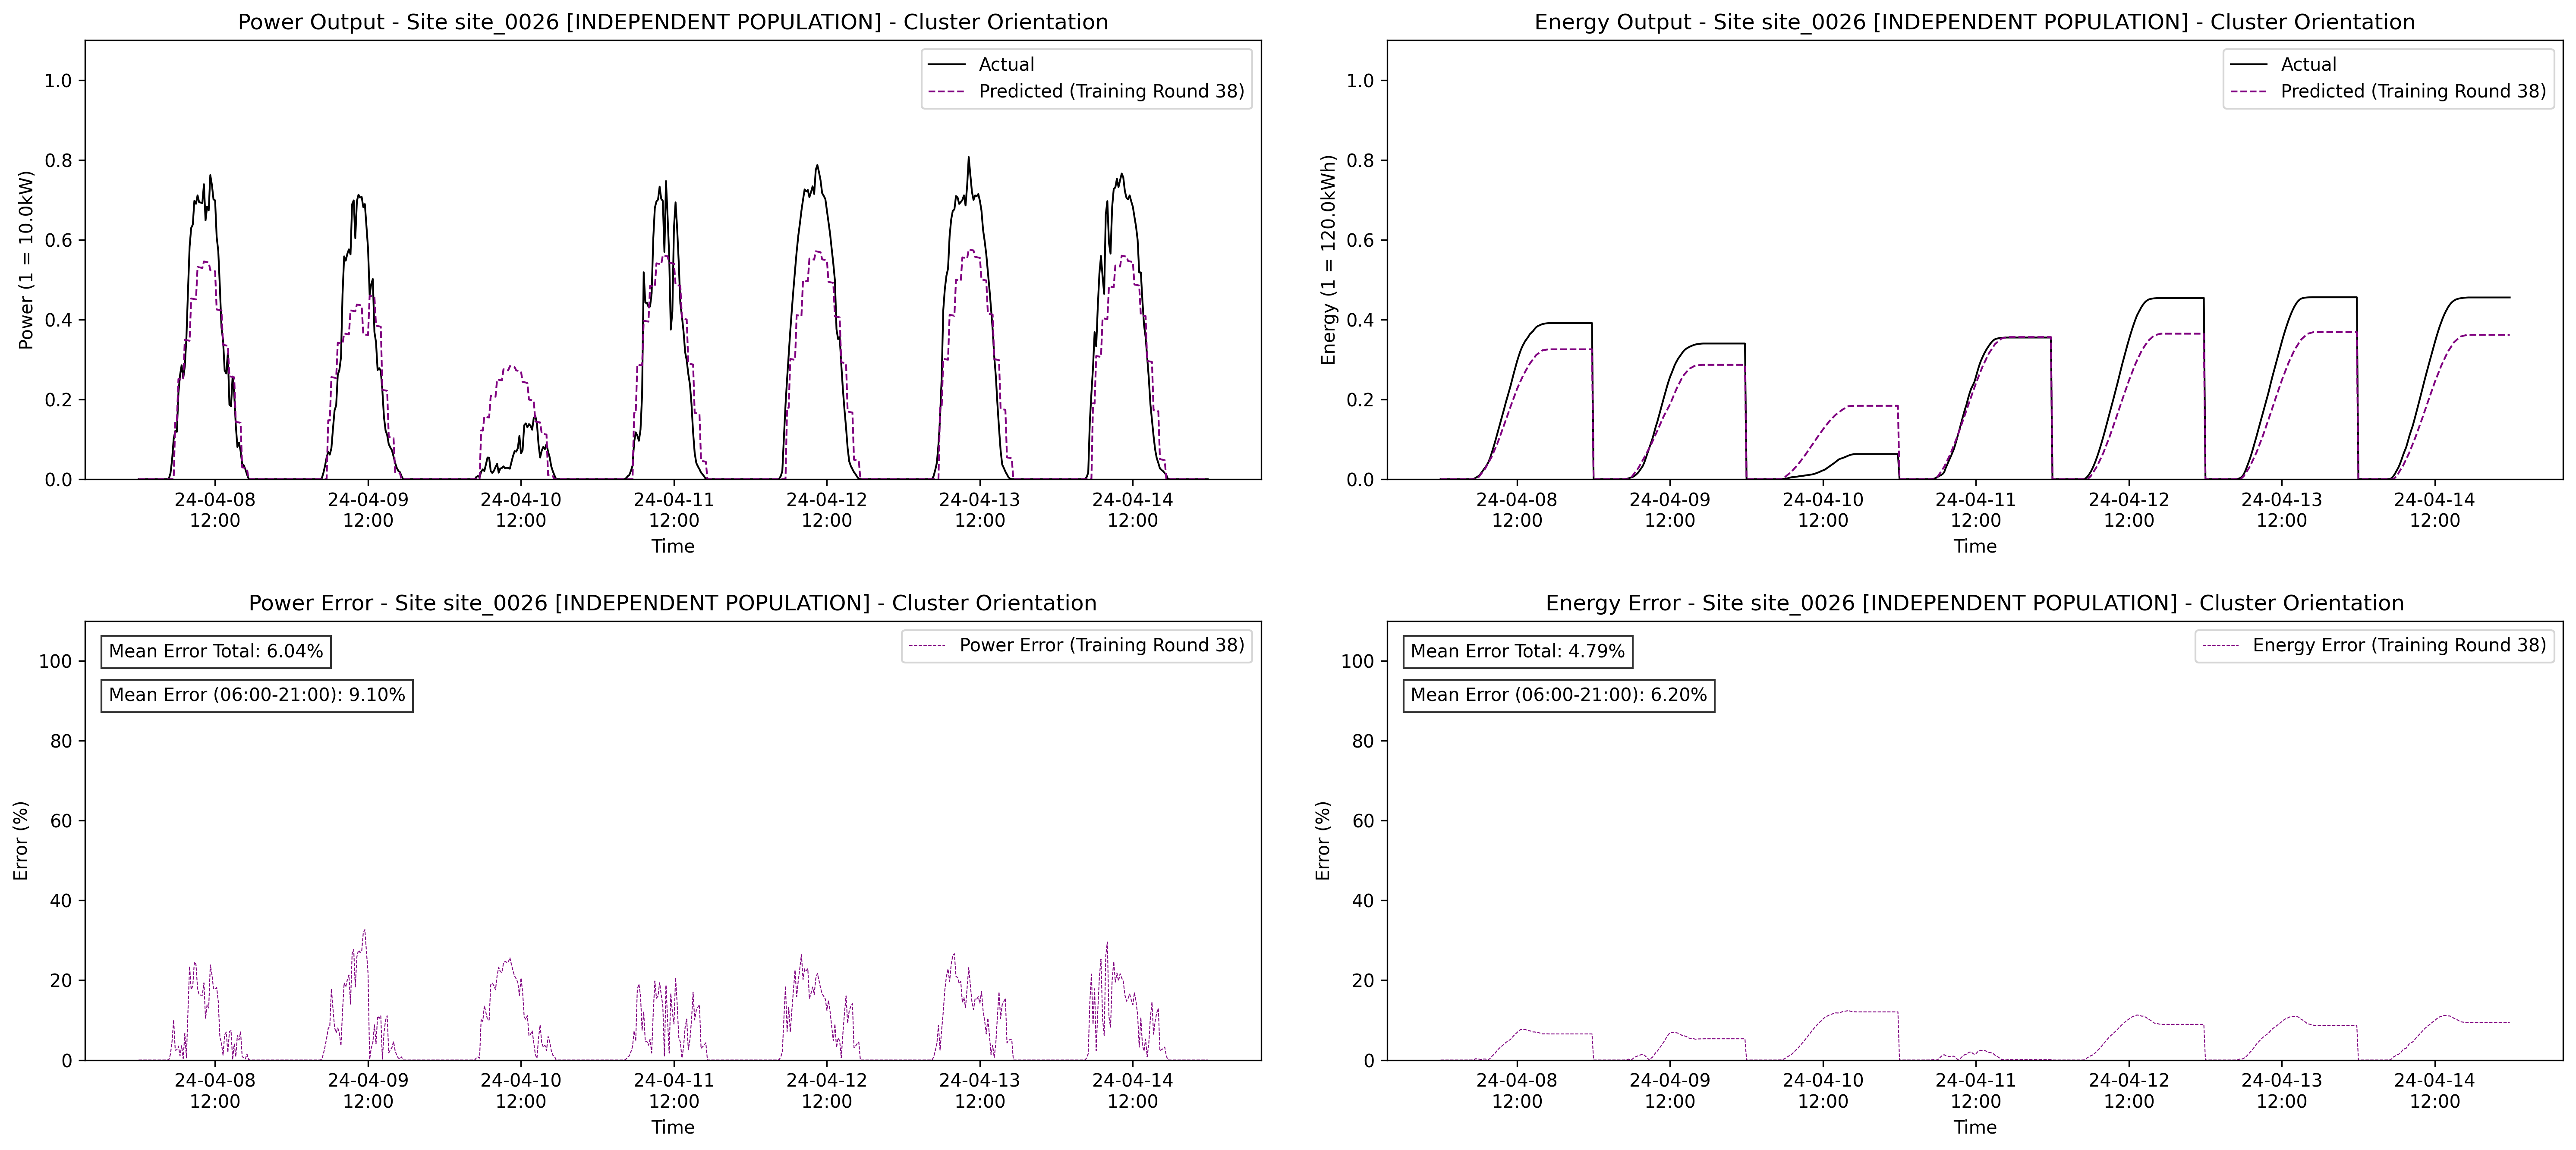 Power Output - Site site_0026 [INDEPENDENT POPULATION] - Cluster Orientation
Actual
Predicted (Training Round 38)
Power (1 = 10.0kW)
1.0
0.8
0.6
0.4
0.2
0.0
24-04-08 24-04-09 24-04-10 24-04-11 24-04-12 24-04-13 24-04-14
12:00 12:00 12:00 12:00 12:00 12:00 12:00
Time
Energy Output - Site site_0026 [INDEPENDENT POPULATION] - Cluster Orientation
Actual
Predicted (Training Round 38)
Energy (1 = 120.0kWh)
1.0
0.8
0.6
0.4
0.2
0.0
24-04-08 24-04-09 24-04-10 24-04-11 24-04-12 24-04-13 24-04-14
12:00 12:00 12:00 12:00 12:00 12:00 12:00
Time
Power Error - Site site_0026 [INDEPENDENT POPULATION] - Cluster Orientation
Mean Error Total: 6.04%
Mean Error (06:00-21:00): 9.10%
Power Error (Training Round 38)
Error (%)
100
80
60
40
20
0
24-04-08 24-04-09 24-04-10 24-04-11 24-04-12 24-04-13 24-04-14
12:00 12:00 12:00 12:00 12:00 12:00 12:00
Time
Energy Error - Site site_0026 [INDEPENDENT POPULATION] - Cluster Orientation
Mean Error Total: 4.79%
Mean Error (06:00-21:00): 6.20%
Energy Error (Training Round 38)
Error (%)
100
80
60
40
20
0
24-04-08 24-04-09 24-04-10 24-04-11 24-04-12 24-04-13 24-04-14
12:00 12:00 12:00 12:00 12:00 12:00 12:00
Time